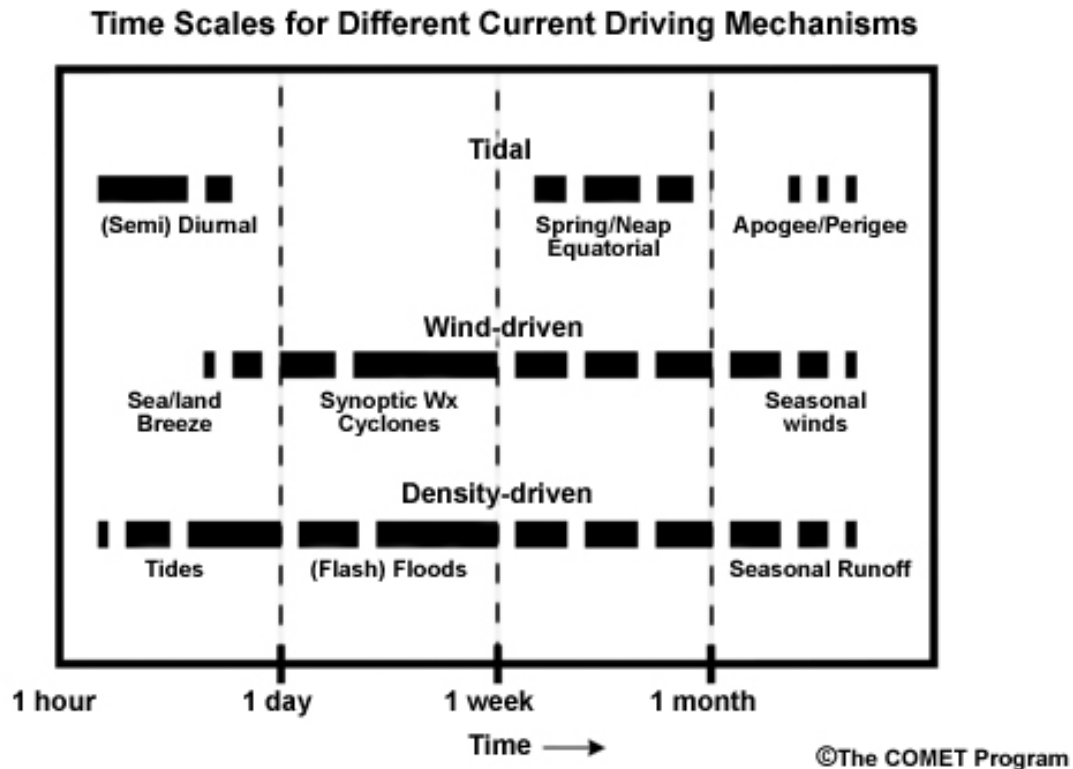 Time Scales for Different Current Driving Mechanisms
Tidal
(Semi) Diurnal
Spring/Neap
Equatorial
Apogee/Perigee
Wind-driven
Sea/land
Breeze
Synoptic Wx
Cyclones
Seasonal
winds
Density-driven
Tides
(Flash) Floods
Seasonal Runoff
1 hour
1 day
1 week
1 month
Time
©The COMET Program